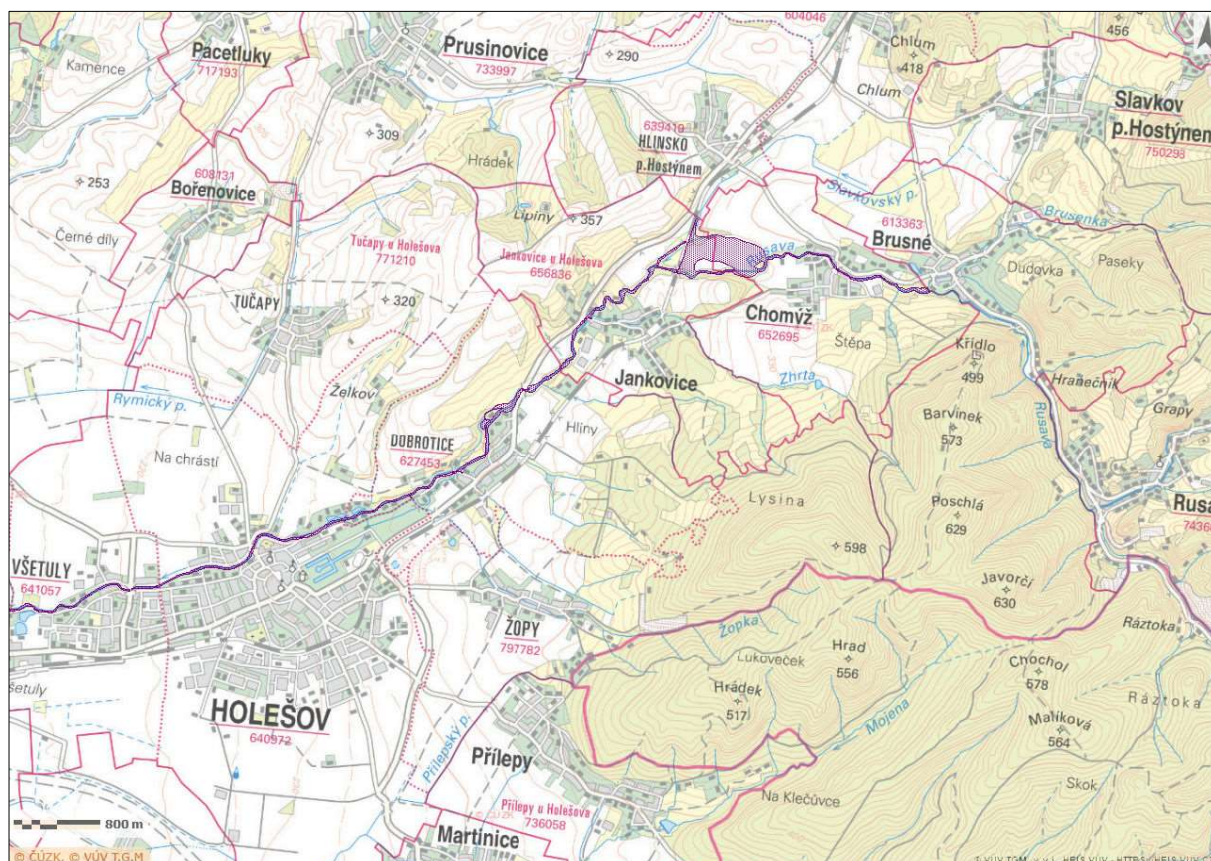 604046
456
Pacetluky
717193
Kamence
Prusinovice
733997
290
Chlum
418
Chlum
Slavkov
p.Hostýnem
750293
309
639419
HLINSKO
p.Hostýnem
Hrádek
253
608131
Bořenovice
Lipiny
357
Slavkovský p.
613363
Brusné
Brusenka
Černé díly
Tučapy u Holešova
771210
Jankovice u Holešova
656836
Rusava
Dudovka
Paseky
TUČAPY
320
Chomýž
652695
Štěpa
Křídlo
499
Zhrta
Jankovice
Hranečník
Rymický p.
Želkov
Barvínek
573
Rusava
Grapy
DOBROTICE
627453
Hlíny
Na chrástí
Lysina
Poschlá
629
598
VŠETULY
641057
Javorčí
630
ŽOPY
797782
Žopka
Ráztoka
Lukoveček
Hrad
556
Chochol
578
Hrádek
517
Ráztoka
HOLEŠOV
640972
Mojena
Maliková
564
Přílepský p.
Přílepy
Skok
Přílepy u Holešova
736058
Na Klečůvce
800 m
Martinice
© ČÚZK, © VÚV T.G.M